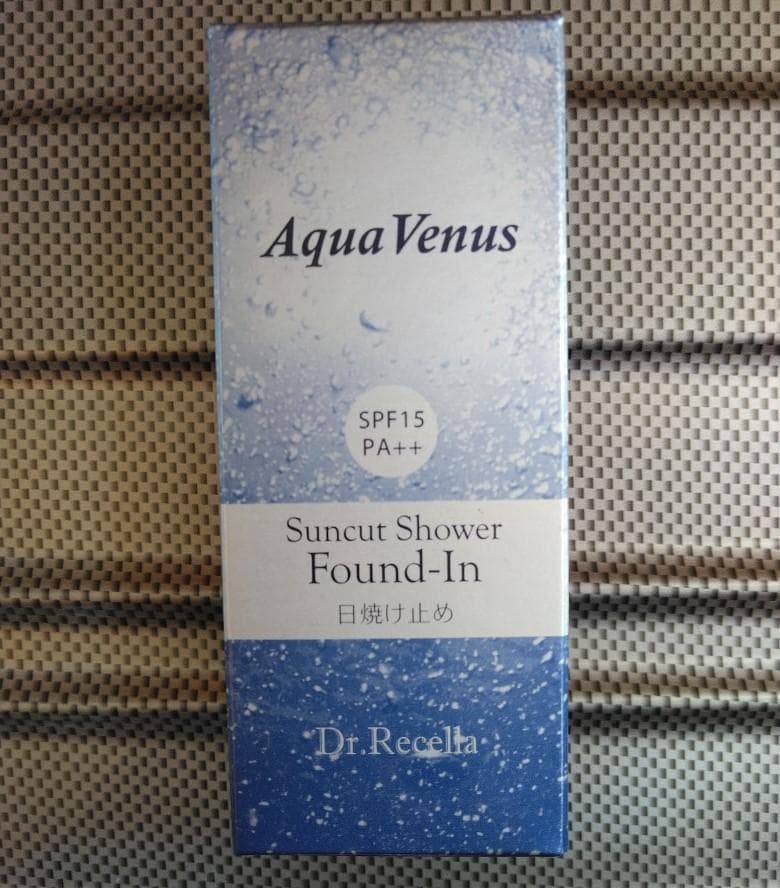 Aqua Venus
SPF15
PA++
Suncut Shower
Found-In
日焼け止め
Dr.Recella